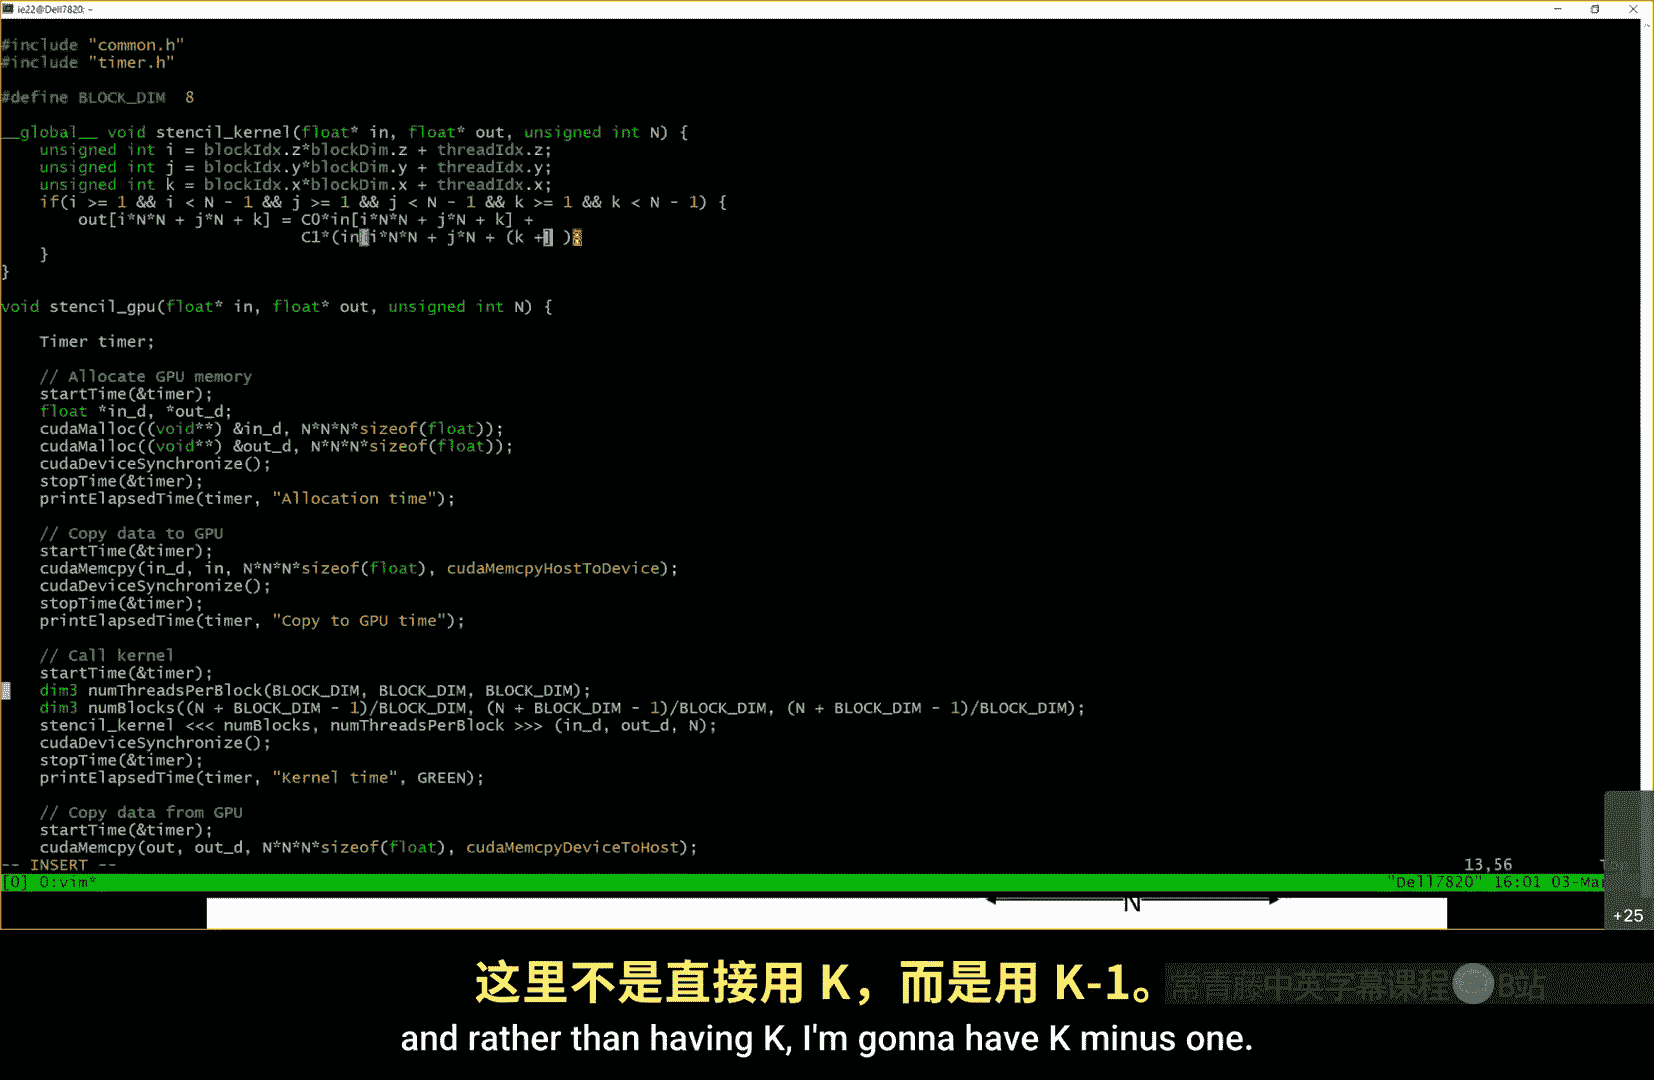 ie22@Dell7820: ~
#include "common.h"
#include "timer.h"
#define BLOCK_DIM  8
__global__ void stencil_kernel(float* in, float* out, unsigned int N) {
    unsigned int i = blockIdx.z*blockDim.z + threadIdx.z;
    unsigned int j = blockIdx.y*blockDim.y + threadIdx.y;
    unsigned int k = blockIdx.x*blockDim.x + threadIdx.x;
    if(i >= 1 && i < N - 1 && j >= 1 && j < N - 1 && k >= 1 && k < N - 1) {
        out[i*N*N + j*N + k] = C0*in[i*N*N + j*N + k] +
                               C1*(in[i*N*N + j*N + (k +] )
    }
}
void stencil_gpu(float* in, float* out, unsigned int N) {
    Timer timer;
    // Allocate GPU memory
    startTime(&timer);
    float *in_d, *out_d;
    cudaMalloc((void**) &in_d, N*N*N*sizeof(float));
    cudaMalloc((void**) &out_d, N*N*N*sizeof(float));
    cudaDeviceSynchronize();
    stopTime(&timer);
    printElapsedTime(timer, "Allocation time");
    // Copy data to GPU
    startTime(&timer);
    cudaMemcpy(in_d, in, N*N*N*sizeof(float), cudaMemcpyHostToDevice);
    cudaDeviceSynchronize();
    stopTime(&timer);
    printElapsedTime(timer, "Copy to GPU time");
    // Call kernel
    startTime(&timer);
    dim3 numThreadsPerBlock(BLOCK_DIM, BLOCK_DIM, BLOCK_DIM);
    dim3 numBlocks((N + BLOCK_DIM - 1)/BLOCK_DIM, (N + BLOCK_DIM - 1)/BLOCK_DIM, (N + BLOCK_DIM - 1)/BLOCK_DIM);
    stencil_kernel <<< numBlocks, numThreadsPerBlock >>> (in_d, out_d, N);
    cudaDeviceSynchronize();
    stopTime(&timer);
    printElapsedTime(timer, "Kernel time", GREEN);
    // Copy data from GPU
    startTime(&timer);
    cudaMemcpy(out, out_d, N*N*N*sizeof(float), cudaMemcpyDeviceToHost);
-- INSERT -- 13,56
[0] 0:vim* "Dell7820" 16:01 03-Mar
N
+25
这里不是直接用 K，而是用 K-1。
常青藤中英字幕课程 B站
and rather than having K, I'm gonna have K minus one.